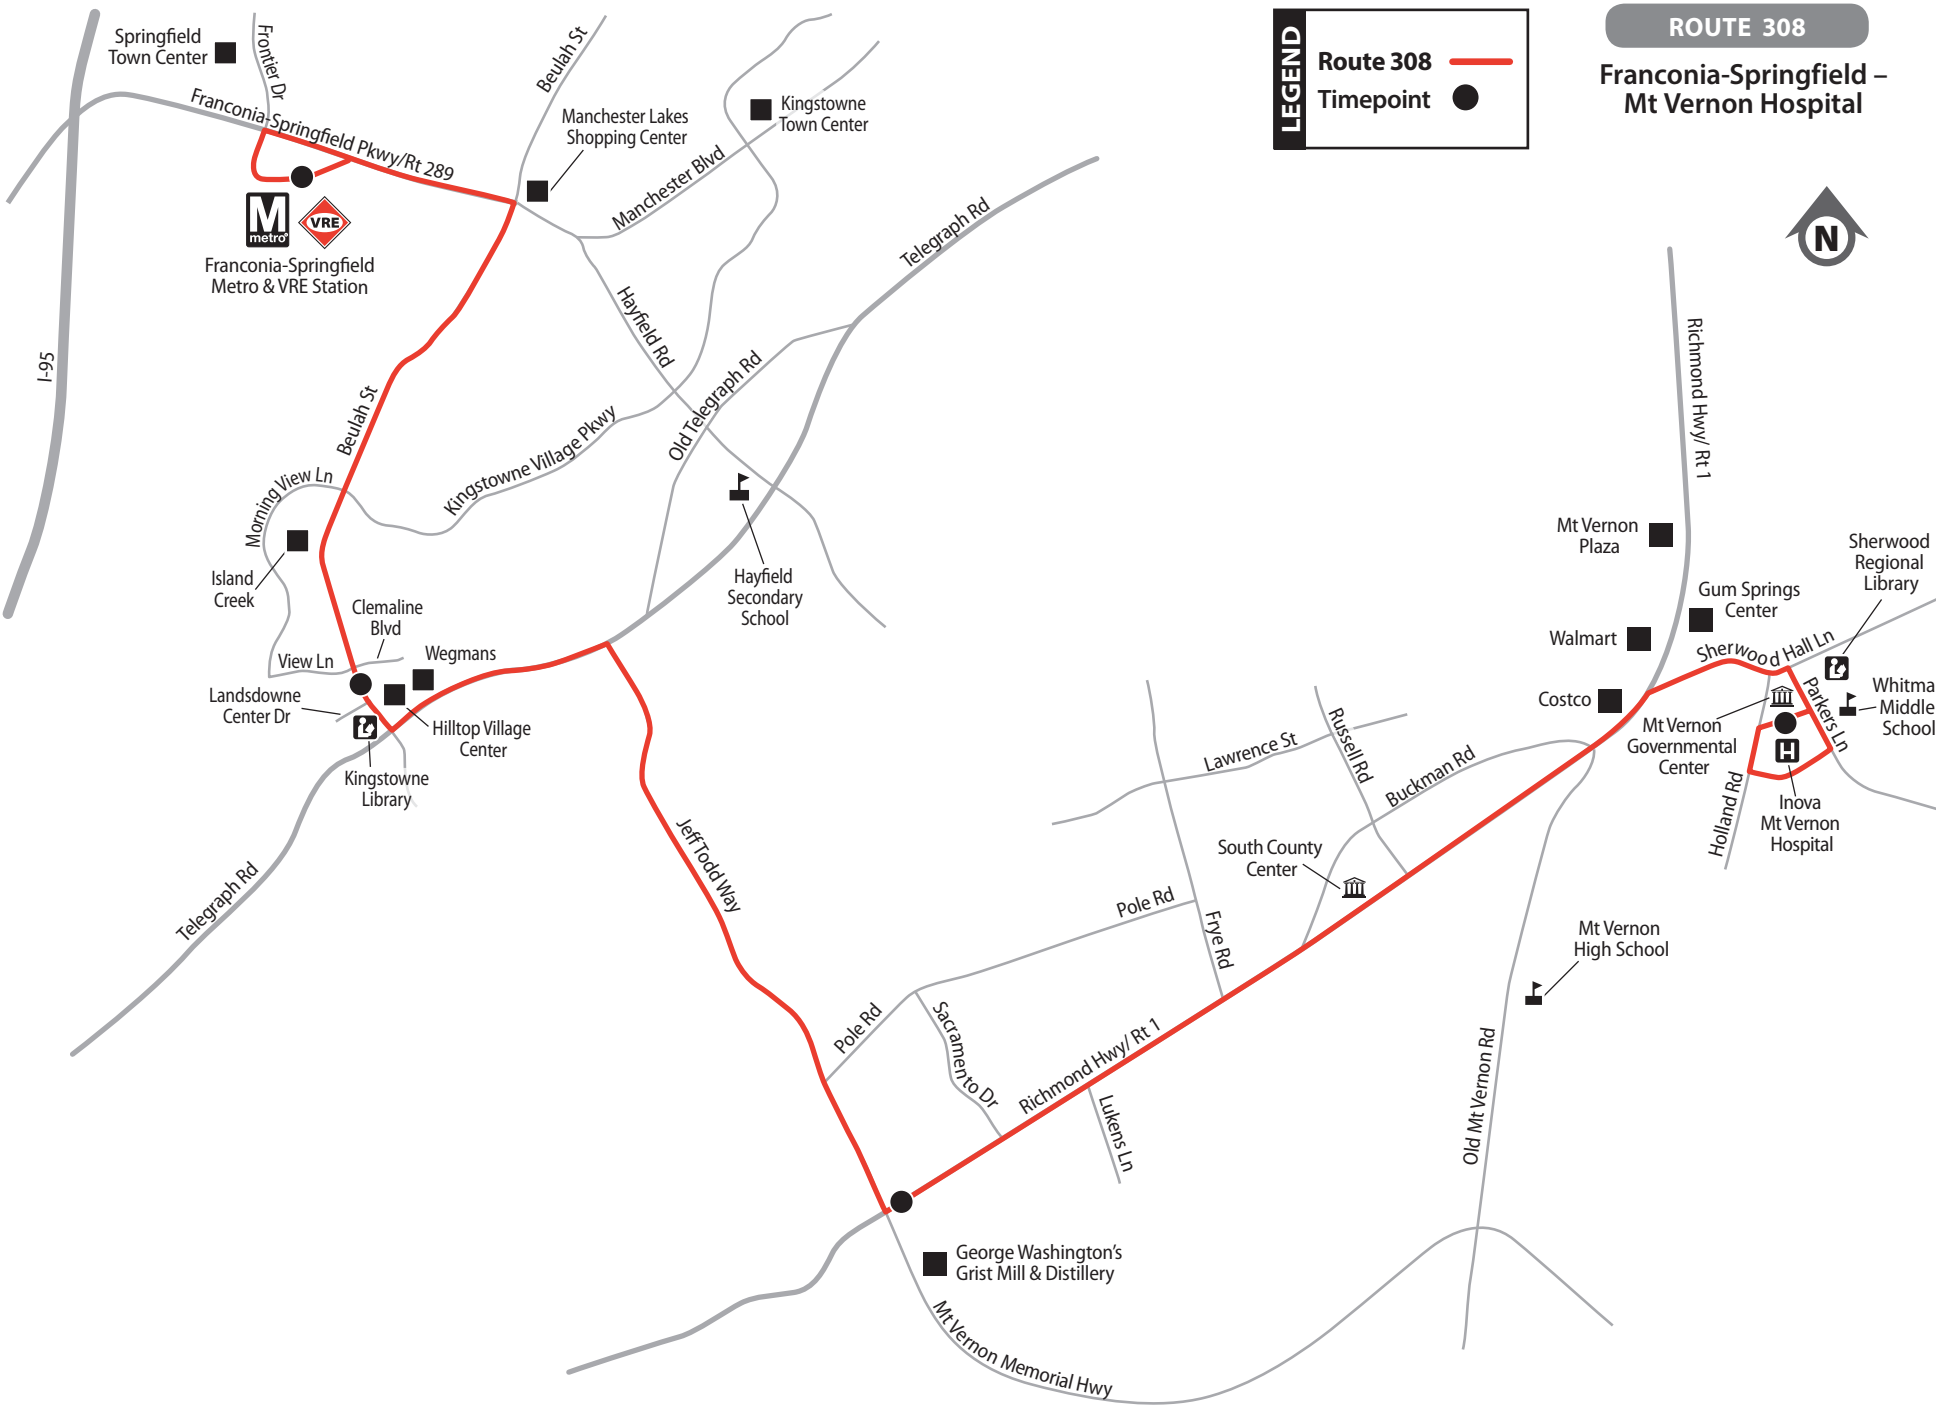 ROUTE 308
Franconia-Springfield –
Mt Vernon Hospital
LEGEND
Route 308
Timepoint
N
Springfield
Town Center
Frontier Dr
Franconia-Springfield Pkwy/Rt 289
Beulah St
Manchester Lakes
Shopping Center
Kingstowne
Town Center
Manchester Blvd
Telegraph Rd
M
metro
VRE
Franconia-Springfield
Metro & VRE Station
I-95
Hayfield Rd
Old Telegraph Rd
Beulah St
Kingstowne Village Pkwy
Morning View Ln
Island
Creek
Hayfield
Secondary
School
Clemaline
Blvd
View Ln
Wegmans
Landsdowne
Center Dr
Hilltop Village
Center
Kingstowne
Library
Telegraph Rd
Jeff Todd Way
Richmond Hwy/ Rt 1
Mt Vernon
Plaza
Sherwood
Regional
Library
Gum Springs
Center
Walmart
Sherwood Hall Ln
Costco
Parkers Ln
Whitma
Middle
School
Mt Vernon
Governmental
Center
H
Holland Rd
Inova
Mt Vernon
Hospital
Lawrence St
Russell Rd
Buckman Rd
South County
Center
Pole Rd
Frye Rd
Mt Vernon
High School
Pole Rd
Sacramento Dr
Richmond Hwy/ Rt 1
Lukens Ln
Old Mt Vernon Rd
George Washington's
Grist Mill & Distillery
Mt Vernon Memorial Hwy